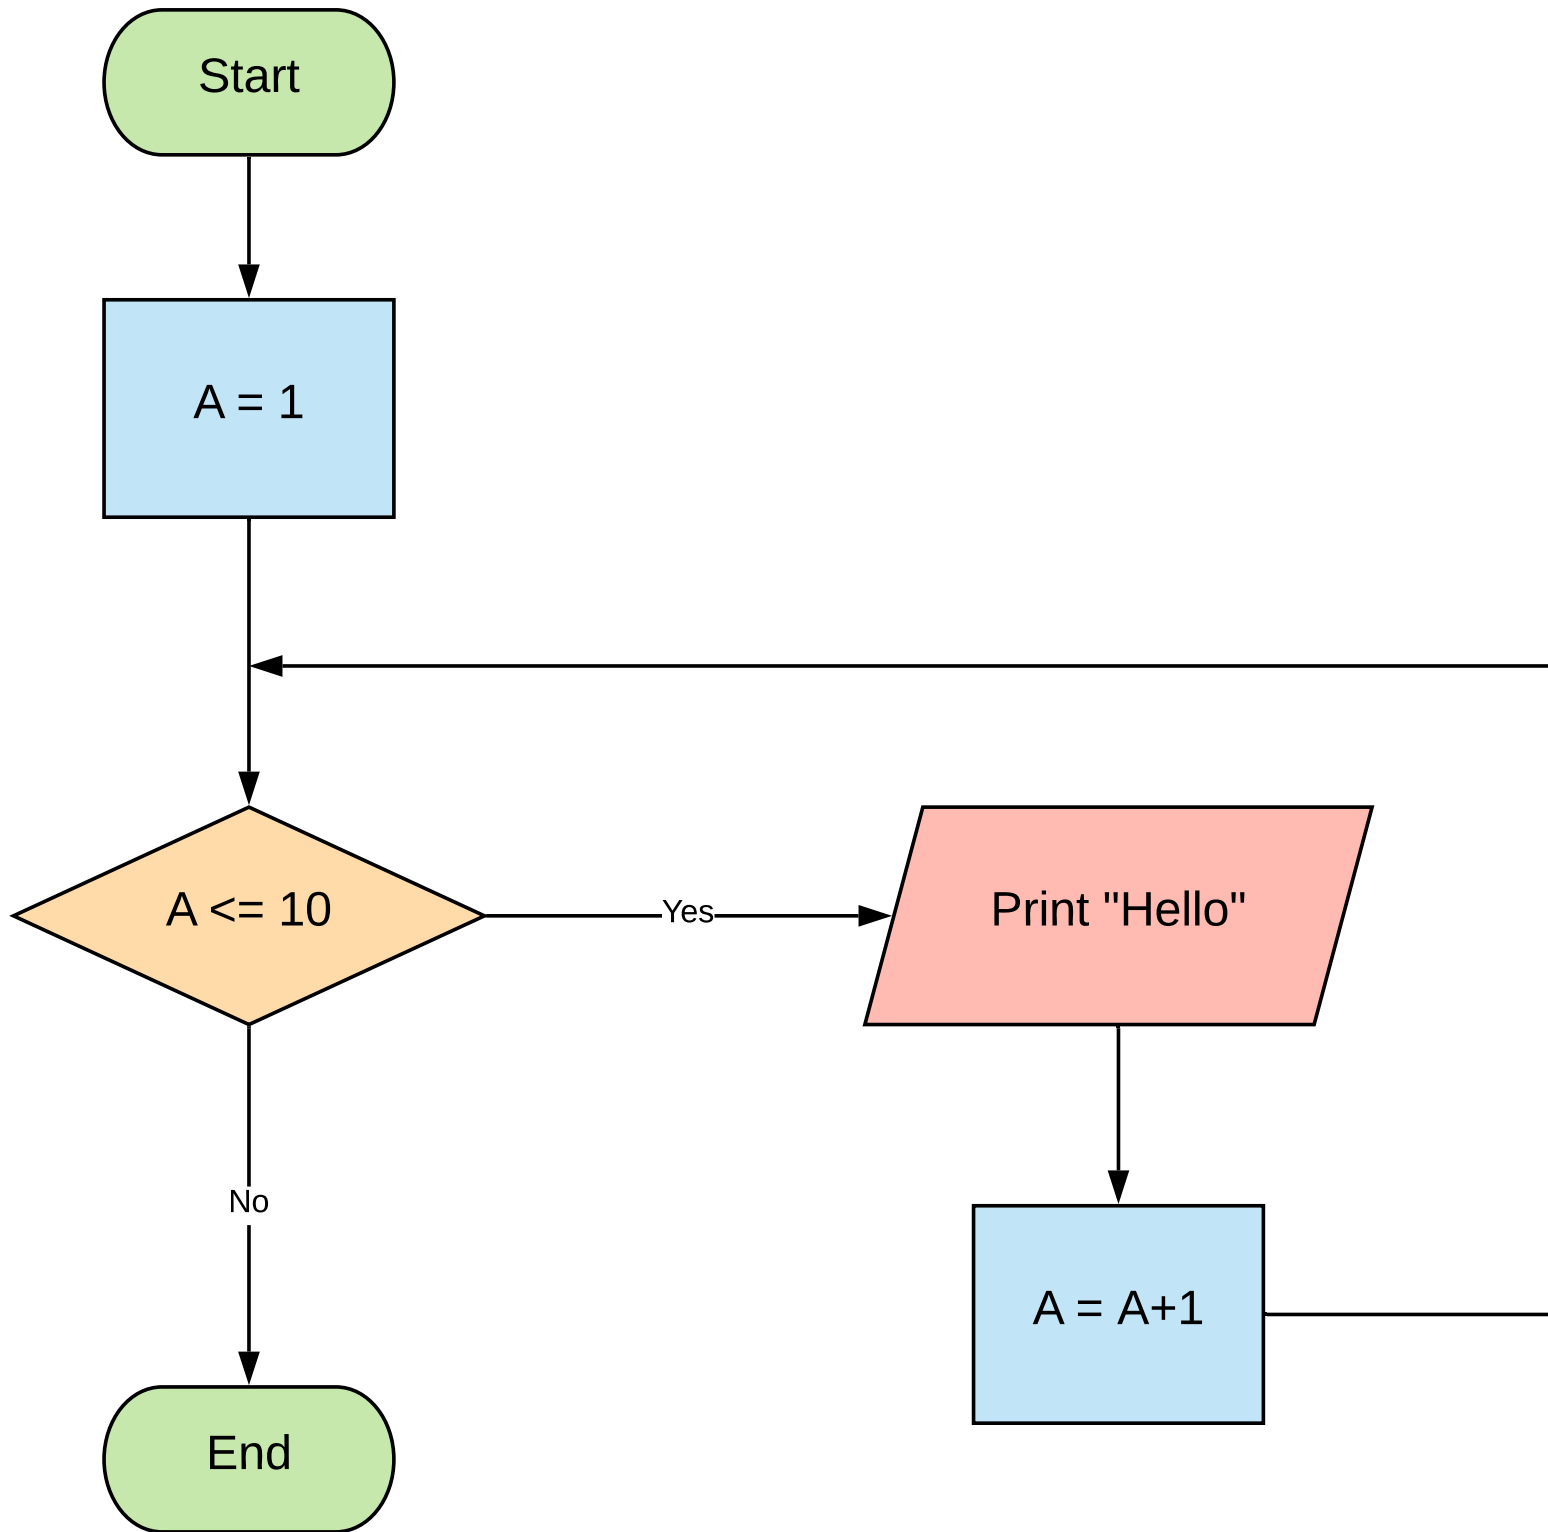 Start
A = 1
A <= 10
Yes
Print "Hello"
No
A = A+1
End